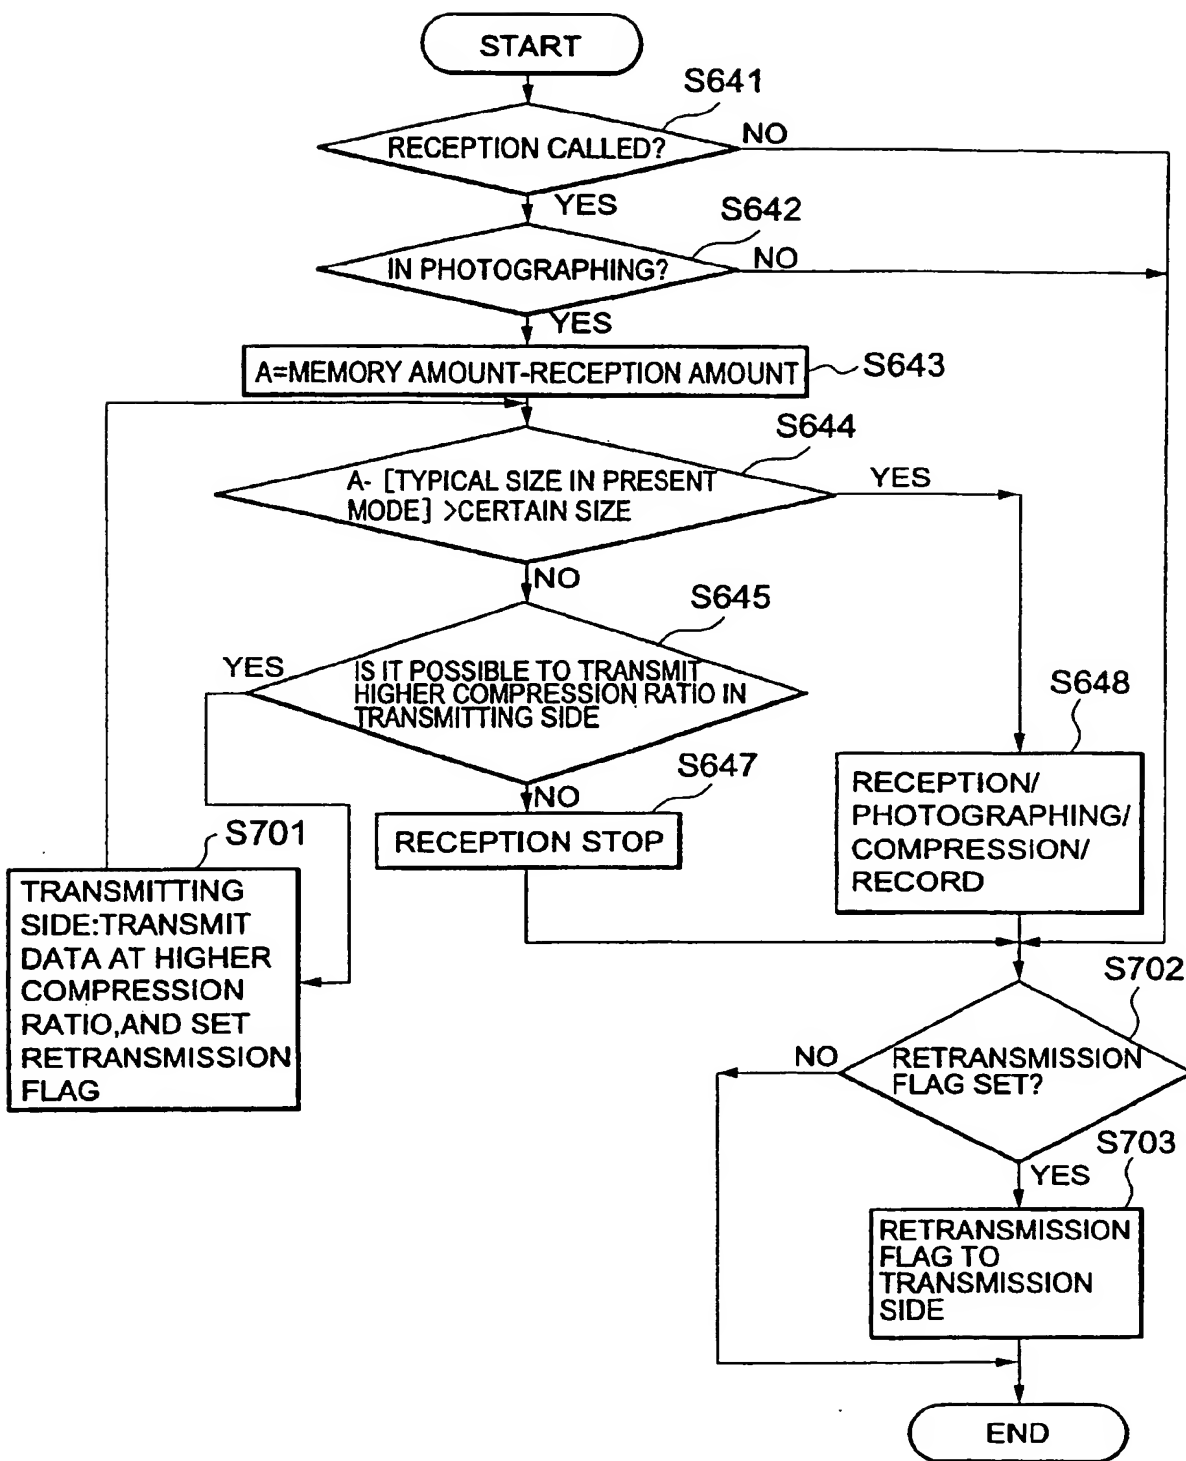 START
S641
RECEPTION CALLED?
NO
YES
S642
IN PHOTOGRAPHING?
NO
YES
A=MEMORY AMOUNT-RECEPTION AMOUNT
S643
S644
A- [TYPICAL SIZE IN PRESENT
MODE] >CERTAIN SIZE
YES
NO
S645
YES
IS IT POSSIBLE TO TRANSMIT
HIGHER COMPRESSION RATIO IN
TRANSMITTING SIDE
S648
S647
NO
RECEPTION STOP
RECEPTION/
PHOTOGRAPHING/
COMPRESSION/
RECORD
S701
TRANSMITTING
SIDE:TRANSMIT
DATA AT HIGHER
COMPRESSION
RATIO,AND SET
RETRANSMISSION
FLAG
S702
NO
RETRANSMISSION
FLAG SET?
S703
YES
RETRANSMISSION
FLAG TO
TRANSMISSION
SIDE
END